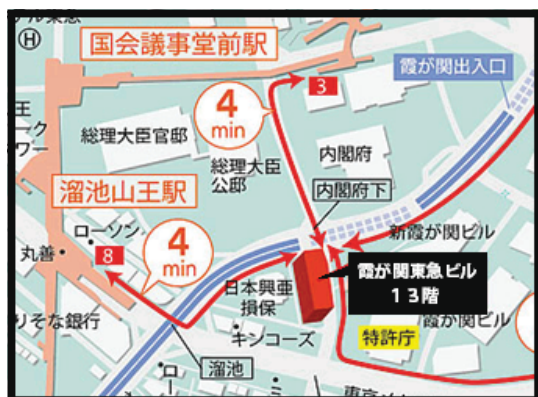 H
国会議事堂前駅
3
霞が関出入口
4
min
総理大臣官邸
総理大臣
公邸
内閣府
溜池山王駅
内閣府下
ローソン
丸善
8
4
min
新霞が関ビル
霞が関東急ビル
13階
日本興亜
損保
キンコーズ
りそな銀行
溜池
特許庁
霞が関ビル